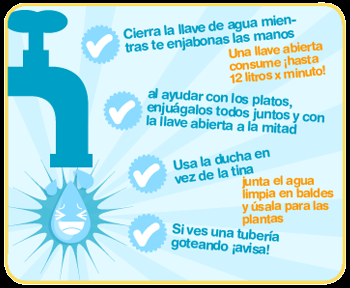 Cierra la llave de agua mien-
tras te enjabonas las manos
Una llave abierta
consume ¡hasta
12 litros x minuto!
al ayudar con los platos,
enjuágalos todos juntos y con
la llave abierta a la mitad
Usa la ducha en
vez de la tina
junta el agua
limpia en baldes
y úsala para las
plantas
Si ves una tubería
goteando ¡avisa!